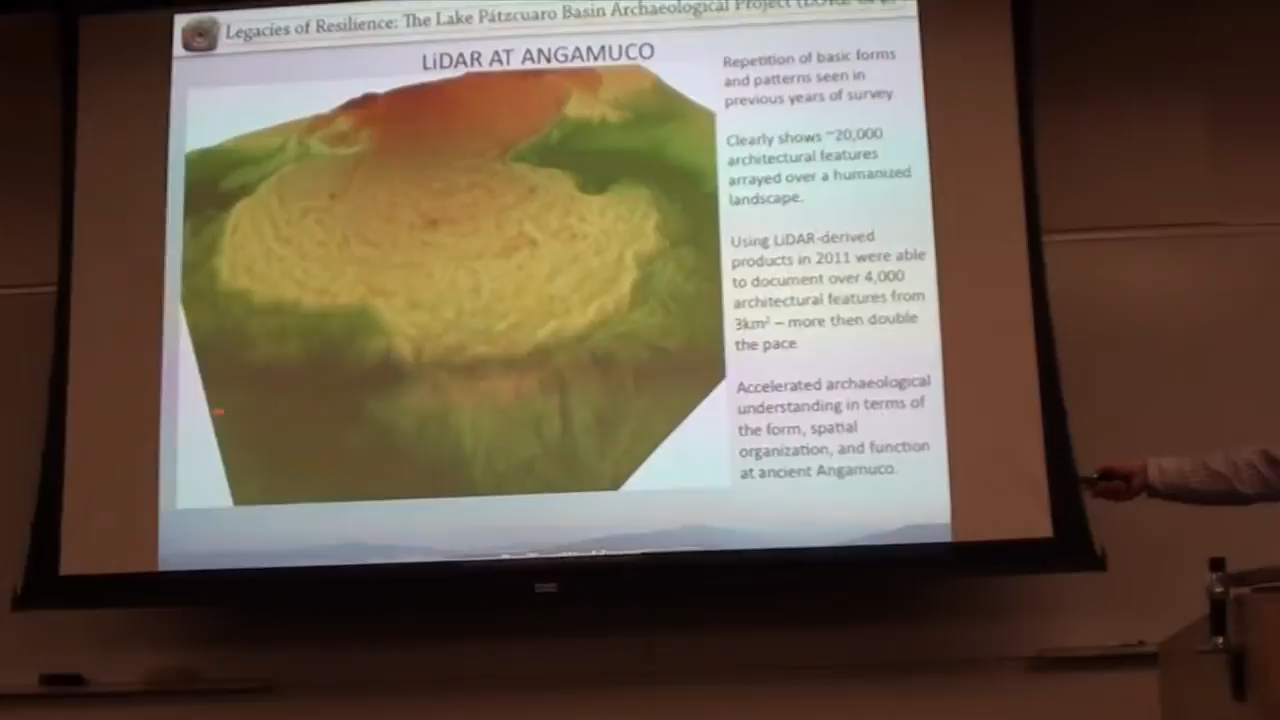 Legacies of Resilience: The Lake Pátzcuaro Basin Archaeological Project
LiDAR AT ANGAMUCO
Repetition of basic forms
and patterns seen in
previous years of survey
Clearly shows ~20,000
architectural features
arrayed over a humanized
landscape.
Using LiDAR-derived
products in 2011 were able
to document over 4,000
architectural features from
3km² – more then double
the pace
Accelerated archaeological
understanding in terms of
the form, spatial
organization, and function
at ancient Angamuco.